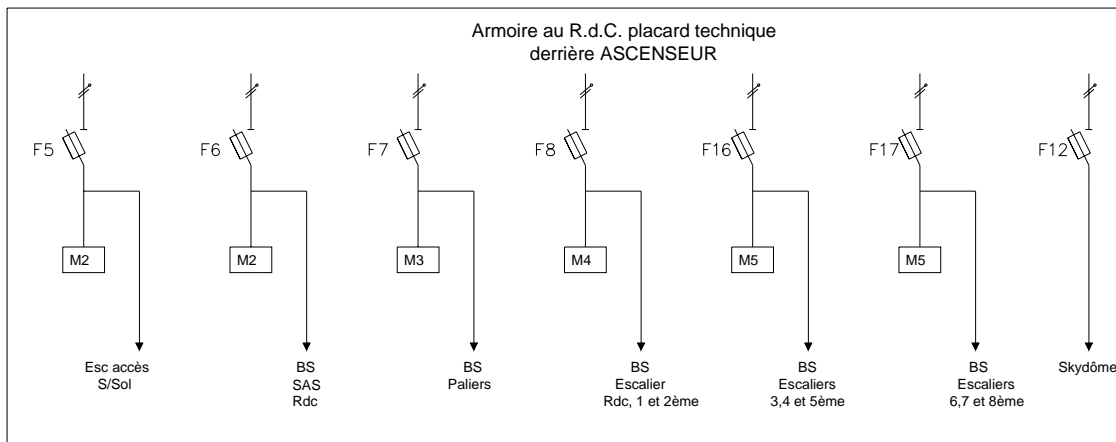 Armoire au R.d.C. placard technique
derrière ASCENSEUR
F5
F6
F7
F8
F16
F17
F12
M2
M2
M3
M4
M5
M5
Esc accès
S/Sol
BS
SAS
Rdc
BS
Paliers
BS
Escalier
Rdc, 1 et 2ème
BS
Escaliers
3,4 et 5ème
BS
Escaliers
6,7 et 8ème
Skydôme